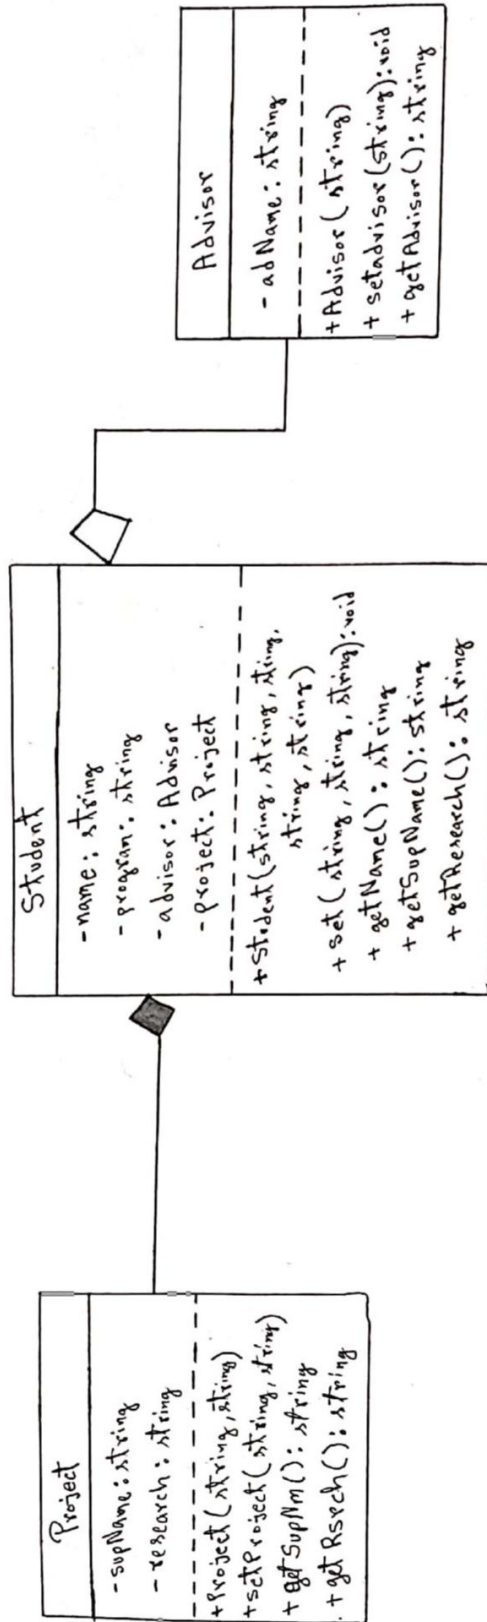 Project
- supName: string
- research: string
+ Project (string, string)
+ setProject (string, string)
+ getSupNm(): string
+ getRsrch(): string
Student
- name: string
- program: string
- advisor: Advisor
- project: Project
+ Student (string, string, string,
string, string)
+ set (string, string, string): void
+ getName(): string
+ getSupName(): string
+ getResearch(): string
Advisor
- adName: string
+ Advisor (string)
+ setadvisor (string): void
+ getAdvisor(): string